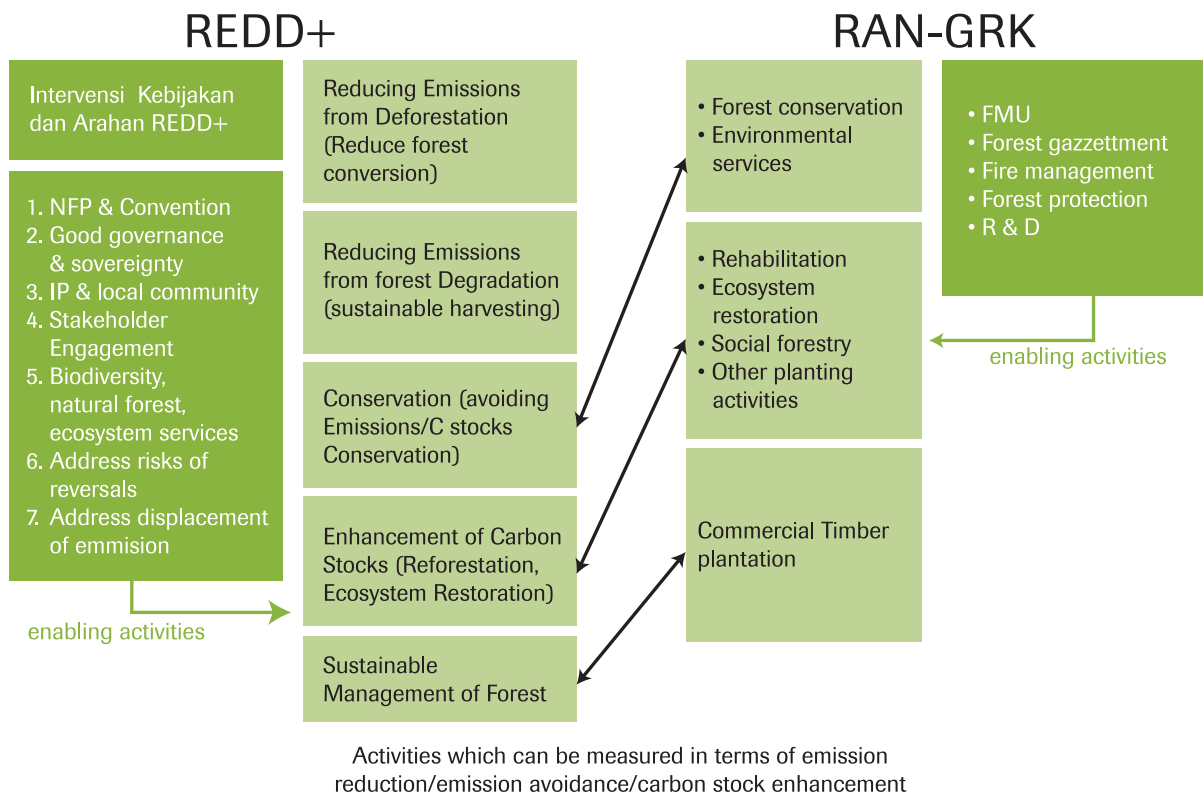 REDD+
RAN-GRK
Intervensi Kebijakan
dan Arahan REDD+
1. NFP & Convention
2. Good governance
& sovereignty
3. IP & local community
4. Stakeholder
Engagement
5. Biodiversity,
natural forest,
ecosystem services
6. Address risks of
reversals
7. Address displacement
of emmision
enabling activities
Reducing Emissions
from Deforestation
(Reduce forest
conversion)
Reducing Emissions
from forest Degradation
(sustainable harvesting)
Conservation (avoiding
Emissions/C stocks
Conservation)
Enhancement of Carbon
Stocks (Reforestation,
Ecosystem Restoration)
Sustainable
Management of Forest
• Forest conservation
• Environmental
services
• Rehabilitation
• Ecosystem
restoration
• Social forestry
• Other planting
activities
Commercial Timber
plantation
• FMU
• Forest gazzettment
• Fire management
• Forest protection
• R & D
enabling activities
Activities which can be measured in terms of emission
reduction/emission avoidance/carbon stock enhancement